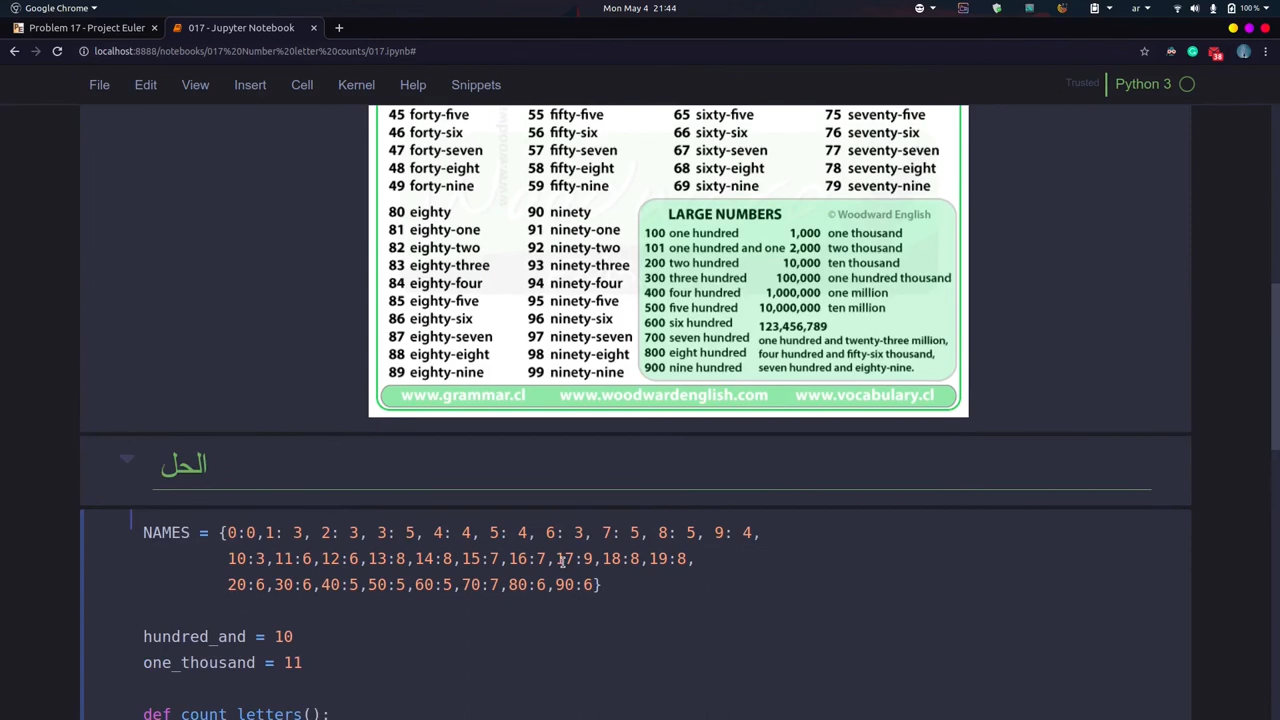 Google Chrome
Mon May 4 21:44
ar
100 %
Problem 17 - Project Euler
017 - Jupyter Notebook
localhost:8888/notebooks/017%20Number%20letter%20counts/017.ipynb#
38
File Edit View Insert Cell Kernel Help Snippets
Trusted
Python 3
45 forty-five 55 fifty-five 65 sixty-five 75 seventy-five
46 forty-six 56 fifty-six 66 sixty-six 76 seventy-six
47 forty-seven 57 fifty-seven 67 sixty-seven 77 seventy-seven
48 forty-eight 58 fifty-eight 68 sixty-eight 78 seventy-eight
49 forty-nine 59 fifty-nine 69 sixty-nine 79 seventy-nine
80 eighty 90 ninety
81 eighty-one 91 ninety-one
82 eighty-two 92 ninety-two
83 eighty-three 93 ninety-three
84 eighty-four 94 ninety-four
85 eighty-five 95 ninety-five
86 eighty-six 96 ninety-six
87 eighty-seven 97 ninety-seven
88 eighty-eight 98 ninety-eight
89 eighty-nine 99 ninety-nine
LARGE NUMBERS © Woodward English
100 one hundred 1,000 one thousand
101 one hundred and one 2,000 two thousand
200 two hundred 10,000 ten thousand
300 three hundred 100,000 one hundred thousand
400 four hundred 1,000,000 one million
500 five hundred 10,000,000 ten million
600 six hundred
700 seven hundred
800 eight hundred
900 nine hundred
123,456,789
one hundred and twenty-three million,
four hundred and fifty-six thousand,
seven hundred and eighty-nine.
www.grammar.cl www.woodwardenglish.com www.vocabulary.cl
الحل
NAMES = {0:0,1: 3, 2: 3, 3: 5, 4: 4, 5: 4, 6: 3, 7: 5, 8: 5, 9: 4,
10:3,11:6,12:6,13:8,14:8,15:7,16:7,17:9,18:8,19:8,
20:6,30:6,40:5,50:5,60:5,70:7,80:6,90:6}
hundred_and = 10
one_thousand = 11
def count_letters():